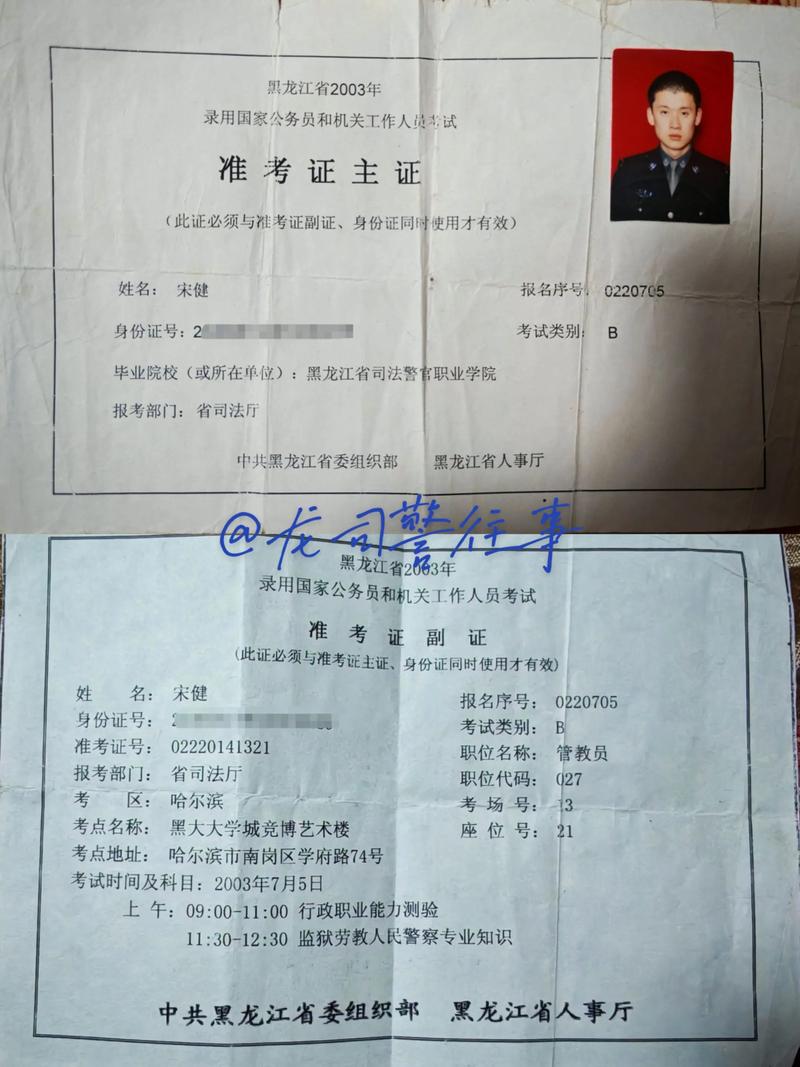 黑龙江省2003年
录用国家公务员和机关工作人员考试
准考证主证
（此证必须与准考证副证、身份证同时使用才有效）
姓名： 宋健 报名序号： 0220705
身份证号：2 考试类别： B
毕业院校（或所在单位）：黑龙江省司法警官职业学院
报考部门：省司法厅
中共黑龙江省委组织部 黑龙江省人事厅
@龙司警往事
黑龙江省2003年
录用国家公务员和机关工作人员考试
准考证副证
(此证必须与准考证主证、身份证同时使用才有效)
姓 名： 宋健 报名序号： 0220705
身份证号： 2 考试类别： B
准考证号： 02220141321 职位名称： 管教员
报考部门： 省司法厅 职位代码： 027
考 区： 哈尔滨 考 场 号： 13
考点名称： 黑大大学城竞博艺术楼 座 位 号： 21
考点地址： 哈尔滨市南岗区学府路74号
考试时间及科目：2003年7月5日
上 午：09:00-11:00 行政职业能力测验
11:30-12:30 监狱劳教人民警察专业知识
中共黑龙江省委组织部 黑龙江省人事厅